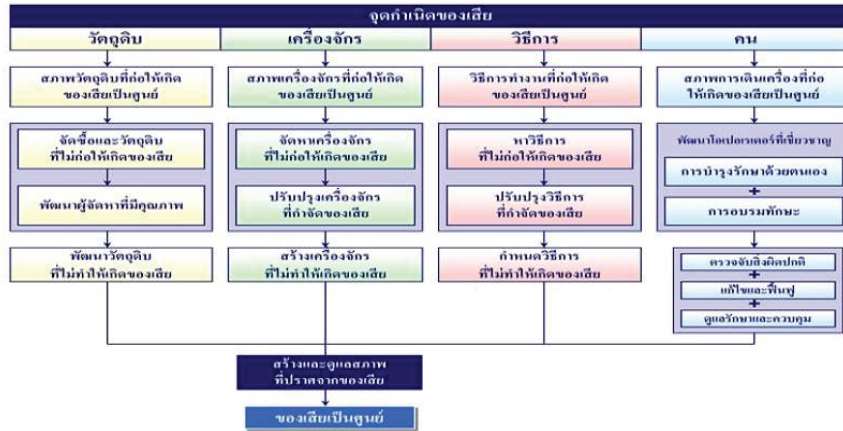 จุดกำเนิดของเสีย
วัตถุดิบ
เครื่องจักร
วิธีการ
คน
สภาพวัตถุดิบที่ก่อให้เกิด
ของเสียเป็นศูนย์
สภาพเครื่องจักรที่ก่อให้เกิด
ของเสียเป็นศูนย์
วิธีการทำงานที่ก่อให้เกิด
ของเสียเป็นศูนย์
สภาพการเดินเครื่องที่ก่อ
ให้เกิดของเสียเป็นศูนย์
จัดซื้อและวัตถุดิบ
ที่ไม่ก่อให้เกิดของเสีย
จัดหาเครื่องจักร
ที่ไม่ก่อให้เกิดของเสีย
หาวิธีการ
ที่ไม่ก่อให้เกิดของเสีย
พัฒนาโอเปอเรเตอร์ที่เชี่ยวชาญ
การบำรุงรักษาด้วยตนเอง
+
การอบรมทักษะ
พัฒนาผู้จัดหาที่มีคุณภาพ
ปรับปรุงเครื่องจักร
ที่กำจัดของเสีย
ปรับปรุงวิธีการ
ที่กำจัดของเสีย
พัฒนาวัตถุดิบ
ที่ไม่ทำให้เกิดของเสีย
สร้างเครื่องจักร
ที่ไม่ทำให้เกิดของเสีย
กำหนดวิธีการ
ที่ไม่ทำให้เกิดของเสีย
ตรวจจับสิ่งผิดปกติ
+
แก้ไขและฟื้นฟู
+
ดูแลรักษาและควบคุม
สร้างและดูแลสภาพ
ที่ปราศจากของเสีย
ของเสียเป็นศูนย์